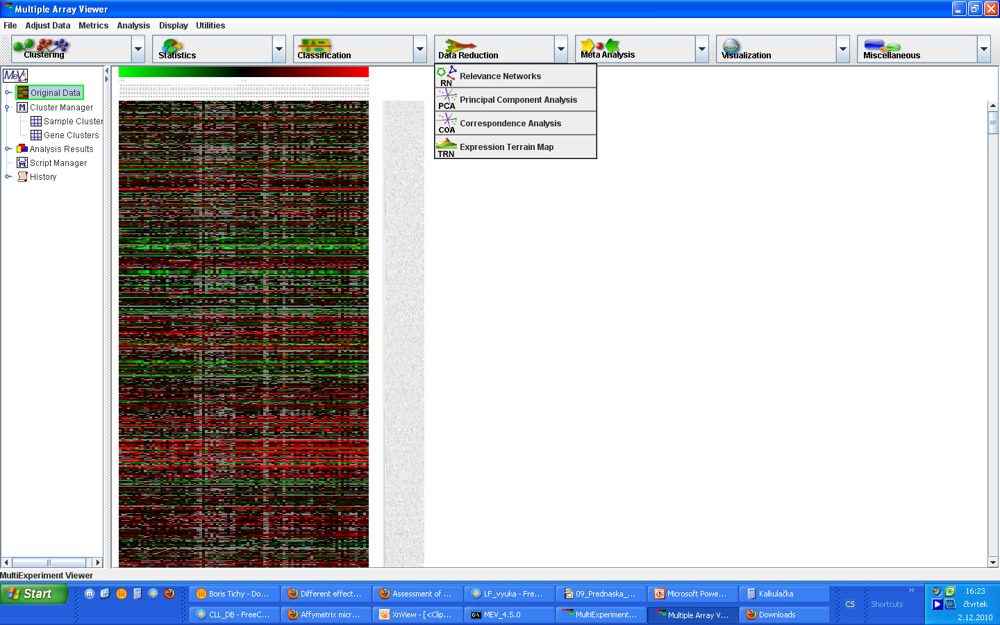 Multiple Array Viewer
File Adjust Data Metrics Analysis Display Utilities
Clustering Statistics Classification Data Reduction Meta Analysis Visualization Miscellaneous
MeV
Original Data
Cluster Manager
Sample Cluster
Gene Clusters
Analysis Results
Script Manager
History
RN Relevance Networks
PCA Principal Component Analysis
COA Correspondence Analysis
TRN Expression Terrain Map
MultiExperiment Viewer
Start
Boris Tichy - Do... Different effect... Assessment of ... LF_vyuka - Fre... 09_Prednaska_... Microsoft Powe... Kalkulačka
CLL_DB - FreeC... Affymetrix micr... XnView - [<Clip... MEV_4.5.0 MultiExperiment... Multiple Array V... Downloads
CS Shortcuts
16:23
čtvrtek
2.12.2010